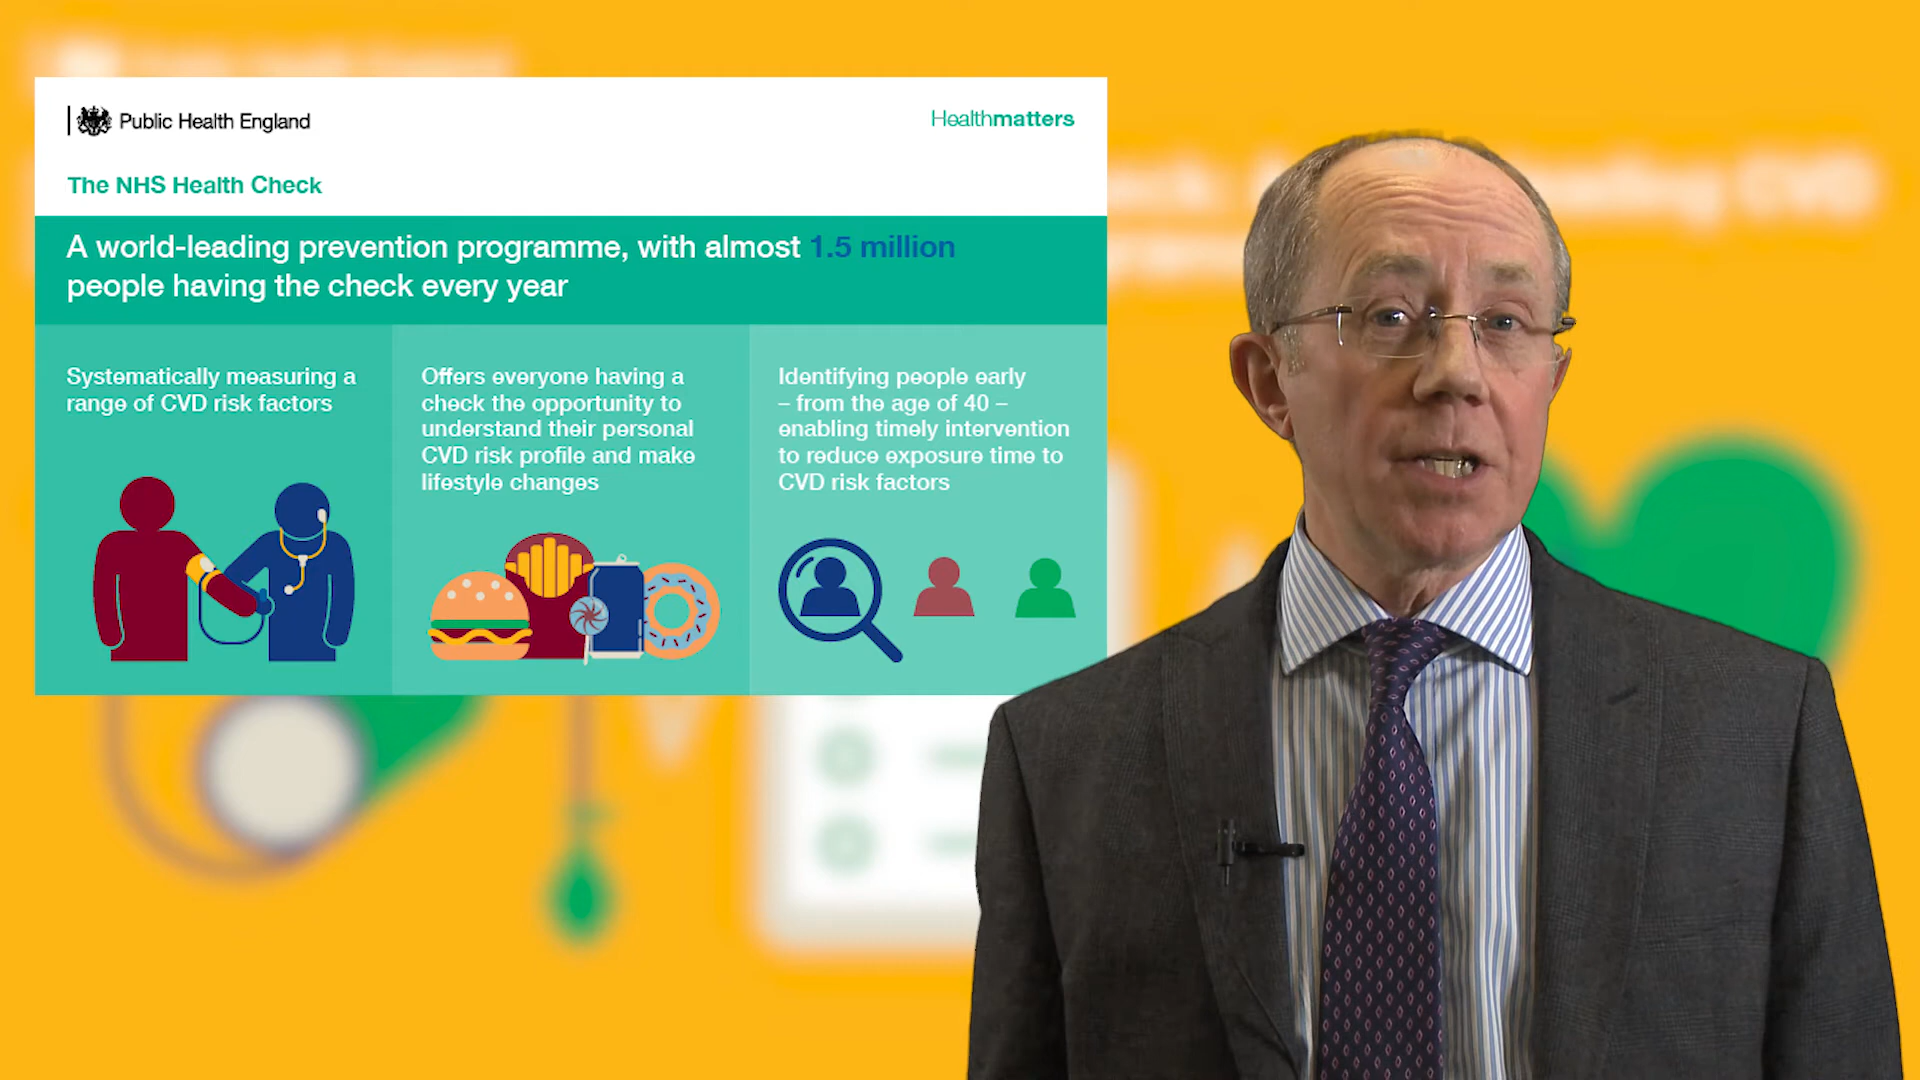 Public Health England
Healthmatters
The NHS Health Check
A world-leading prevention programme, with almost 1.5 million
people having the check every year
Systematically measuring a
range of CVD risk factors
Offers everyone having a
check the opportunity to
understand their personal
CVD risk profile and make
lifestyle changes
Identifying people early
– from the age of 40 –
enabling timely intervention
to reduce exposure time to
CVD risk factors
CVD